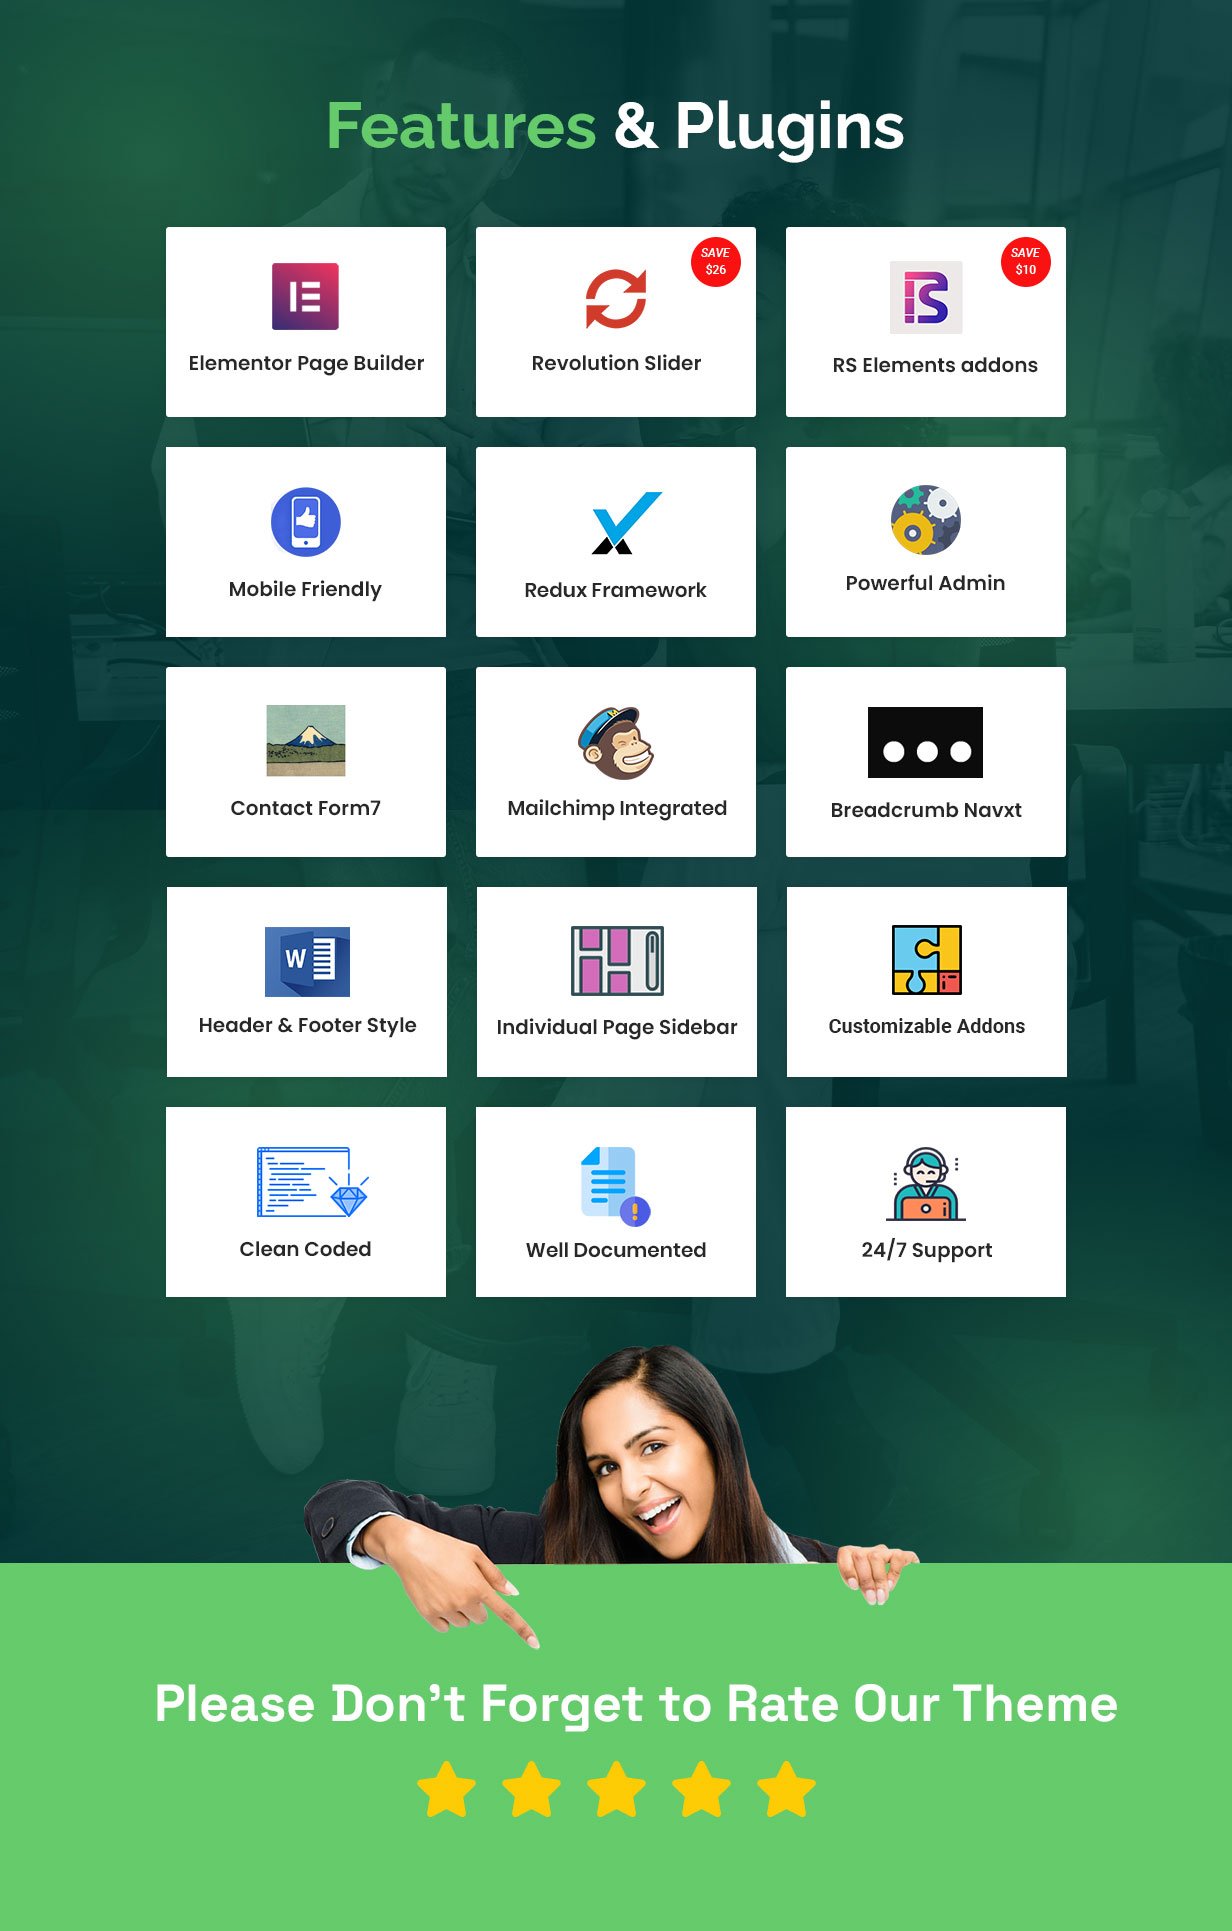 Features & Plugins
Elementor Page Builder
SAVE
$26
Revolution Slider
SAVE
$10
RS Elements addons
Mobile Friendly
Redux Framework
Powerful Admin
Contact Form7
Mailchimp Integrated
Breadcrumb Navxt
W
Header & Footer Style
Individual Page Sidebar
Customizable Addons
Clean Coded
Well Documented
24/7 Support
Please Don't Forget to Rate Our Theme